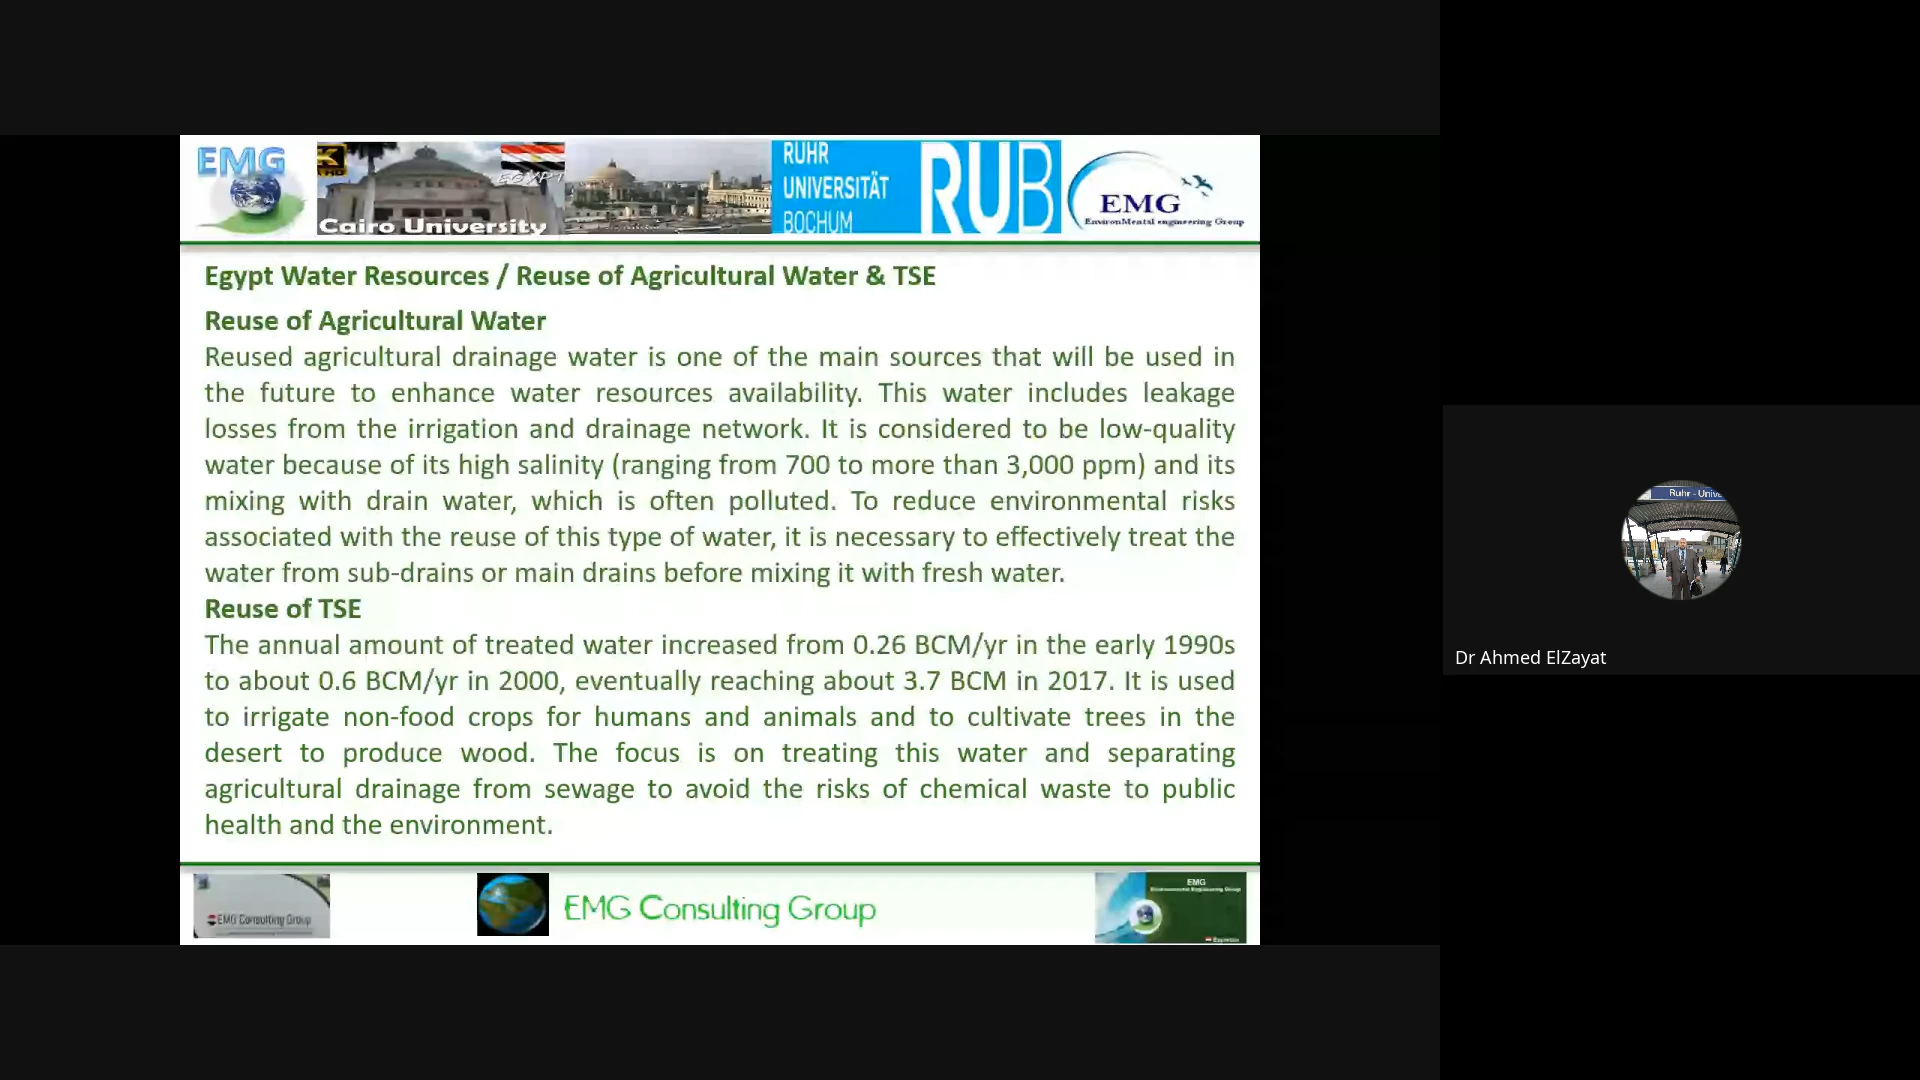 EMG
K
HD
EGYPT
Cairo University
RUHR
UNIVERSITÄT
BOCHUM
RUB
EMG
EnvironMental engineering Group
Egypt Water Resources / Reuse of Agricultural Water & TSE
Reuse of Agricultural Water
Reused agricultural drainage water is one of the main sources that will be used in
the future to enhance water resources availability. This water includes leakage
losses from the irrigation and drainage network. It is considered to be low-quality
water because of its high salinity (ranging from 700 to more than 3,000 ppm) and its
mixing with drain water, which is often polluted. To reduce environmental risks
associated with the reuse of this type of water, it is necessary to effectively treat the
water from sub-drains or main drains before mixing it with fresh water.
Reuse of TSE
The annual amount of treated water increased from 0.26 BCM/yr in the early 1990s
to about 0.6 BCM/yr in 2000, eventually reaching about 3.7 BCM in 2017. It is used
to irrigate non-food crops for humans and animals and to cultivate trees in the
desert to produce wood. The focus is on treating this water and separating
agricultural drainage from sewage to avoid the risks of chemical waste to public
health and the environment.
EMG Consulting Group
EMG Consulting Group
EMG
Environmental Engineering Group
Ruhr - Unive
Dr Ahmed ElZayat